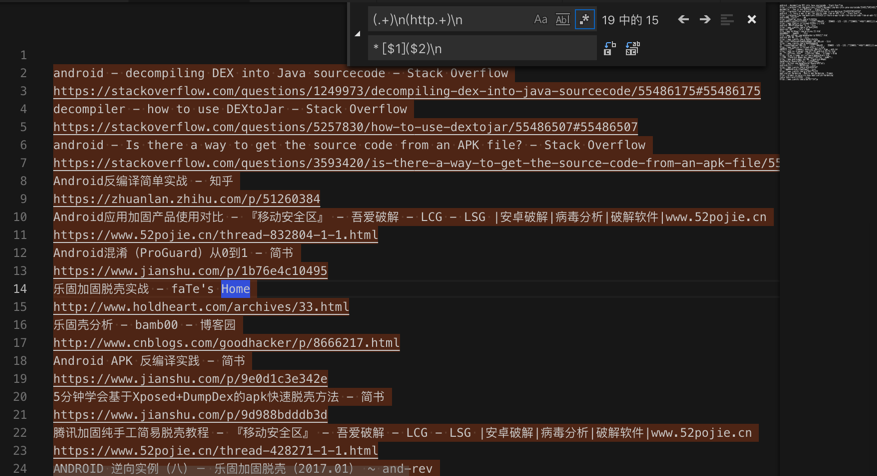 (.+)\n(http.+)\n
Aa Abl .* 19 中的 15
* [$1]($2)\n
1
2 android - decompiling DEX into Java sourcecode - Stack Overflow
3 https://stackoverflow.com/questions/1249973/decompiling-dex-into-java-sourcecode/55486175#55486175
4 decompiler - how to use DEXtoJar - Stack Overflow
5 https://stackoverflow.com/questions/5257830/how-to-use-dextojar/55486507#55486507
6 android - Is there a way to get the source code from an APK file? - Stack Overflow
7 https://stackoverflow.com/questions/3593420/is-there-a-way-to-get-the-source-code-from-an-apk-file/55
8 Android反编译简单实战 - 知乎
9 https://zhuanlan.zhihu.com/p/51260384
10 Android应用加固产品使用对比 - 『移动安全区』 - 吾爱破解 - LCG - LSG |安卓破解|病毒分析|破解软件|www.52pojie.cn
11 https://www.52pojie.cn/thread-832804-1-1.html
12 Android混淆（ProGuard）从0到1 - 简书
13 https://www.jianshu.com/p/1b76e4c10495
14 乐固加固脱壳实战 - faTe's Home
15 http://www.holdheart.com/archives/33.html
16 乐固壳分析 - bamb00 - 博客园
17 http://www.cnblogs.com/goodhacker/p/8666217.html
18 Android APK 反编译实践 - 简书
19 https://www.jianshu.com/p/9e0d1c3e342e
20 5分钟学会基于Xposed+DumpDex的apk快速脱壳方法 - 简书
21 https://www.jianshu.com/p/9d988bdddb3d
22 腾讯加固纯手工简易脱壳教程 - 『移动安全区』 - 吾爱破解 - LCG - LSG |安卓破解|病毒分析|破解软件|www.52pojie.cn
23 https://www.52pojie.cn/thread-428271-1-1.html
24 ANDROID 逆向实例（八）— 乐固加固脱壳（2017.01） ~ and-rev